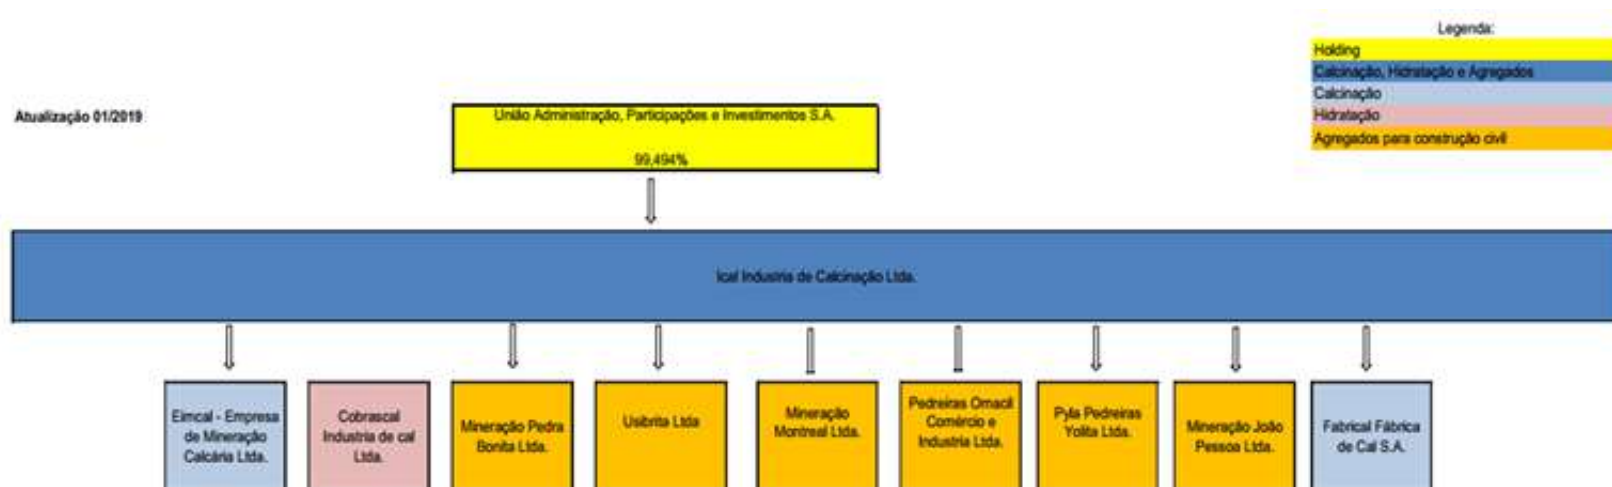 Legenda:
Holding
Calcinação, Hidratação e Agregados
Calcinação
Hidratação
Agregados para construção civil
Atualização 01/2019
União Administração, Participações e Investimentos S.A.
99,494%
Ical Industria de Calcinação Ltda.
Eimcal - Empresa
de Mineração
Calcária Ltda.
Cobrascal
Industria de cal
Ltda.
Mineração Pedra
Bonita Ltda.
Usibrita Ltda
Mineração
Montreal Ltda.
Pedreiras Omacil
Comércio e
Industria Ltda.
Pyla Pedreiras
Yolita Ltda.
Mineração João
Pessoa Ltda.
Fabrical Fábrica
de Cal S.A.